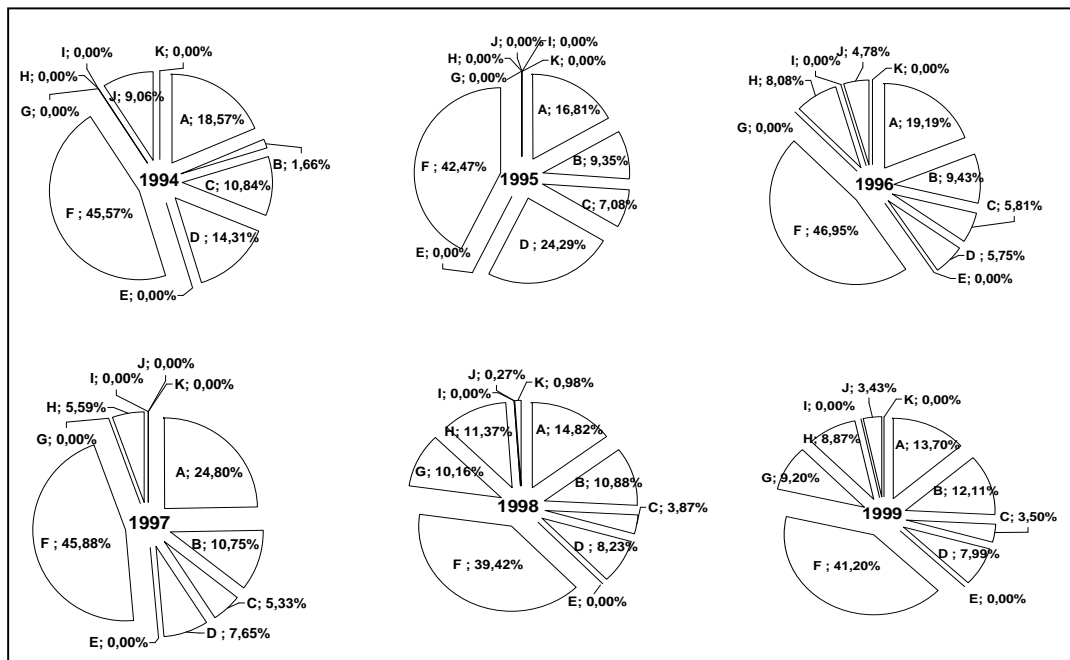 I; 0,00%
K; 0,00%
H; 0,00%
J; 9,06%
G; 0,00%
A; 18,57%
B; 1,66%
1994
C; 10,84%
F ; 45,57%
D ; 14,31%
E; 0,00%
J; 0,00%
I; 0,00%
H; 0,00%
K; 0,00%
G; 0,00%
A; 16,81%
F ; 42,47%
B; 9,35%
1995
C; 7,08%
D ; 24,29%
E; 0,00%
J; 4,78%
I; 0,00%
K; 0,00%
H; 8,08%
G; 0,00%
A; 19,19%
B; 9,43%
1996
C; 5,81%
F ; 46,95%
D ; 5,75%
E; 0,00%
J; 0,00%
I; 0,00%
K; 0,00%
H; 5,59%
G; 0,00%
A; 24,80%
1997
F ; 45,88%
B; 10,75%
C; 5,33%
D ; 7,65%
E; 0,00%
J; 0,27%
K; 0,98%
I; 0,00%
H; 11,37%
A; 14,82%
G; 10,16%
B; 10,88%
1998
C; 3,87%
D ; 8,23%
F ; 39,42%
E; 0,00%
J; 3,43%
K; 0,00%
I; 0,00%
H; 8,87%
A; 13,70%
G; 9,20%
B; 12,11%
1999
C; 3,50%
D ; 7,99%
F ; 41,20%
E; 0,00%